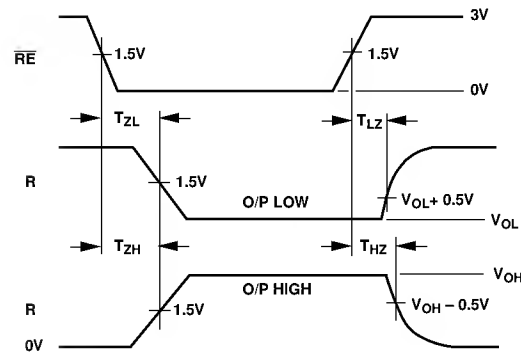 3V
RE
1.5V
1.5V
0V
TZL
TLZ
R
1.5V
O/P LOW
VOL + 0.5V
VOL
TZH
THZ
VOH
O/P HIGH
R
1.5V
VOH – 0.5V
0V